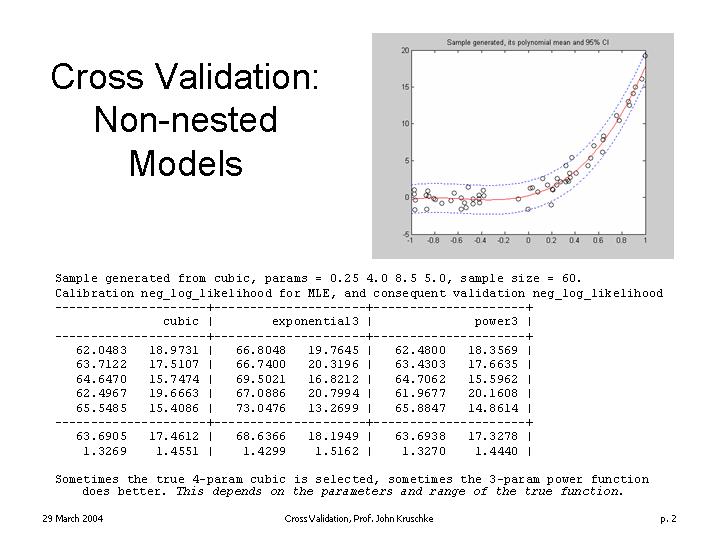 Cross Validation:
Non-nested
Models
Sample generated, its polynomial mean and 95% CI
20
15
10
5
0
-5
-1 -0.8 -0.6 -0.4 -0.2 0 0.2 0.4 0.6 0.8 1
Sample generated from cubic, params = 0.25 4.0 8.5 5.0, sample size = 60.
Calibration neg_log_likelihood for MLE, and consequent validation neg_log_likelihood
----------------------+----------------------+----------------------+
cubic | exponential3 | power3 |
----------------------+----------------------+----------------------+
62.0483 18.9731 | 66.8048 19.7645 | 62.4800 18.3569 |
63.7122 17.5107 | 66.7400 20.3196 | 63.4303 17.6635 |
64.6470 15.7474 | 69.5021 16.8212 | 64.7062 15.5962 |
62.4967 19.6663 | 67.0886 20.7994 | 61.9677 20.1608 |
65.5485 15.4086 | 73.0476 13.2699 | 65.8847 14.8614 |
----------------------+----------------------+----------------------+
63.6905 17.4612 | 68.6366 18.1949 | 63.6938 17.3278 |
1.3269 1.4551 | 1.4299 1.5162 | 1.3270 1.4440 |
Sometimes the true 4-param cubic is selected, sometimes the 3-param power function
does better. This depends on the parameters and range of the true function.
29 March 2004 Cross Validation, Prof. John Kruschke p. 2